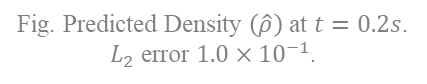 Fig. Predicted Density (ρ̂) at t = 0.2s.
L₂ error 1.0 × 10⁻¹.